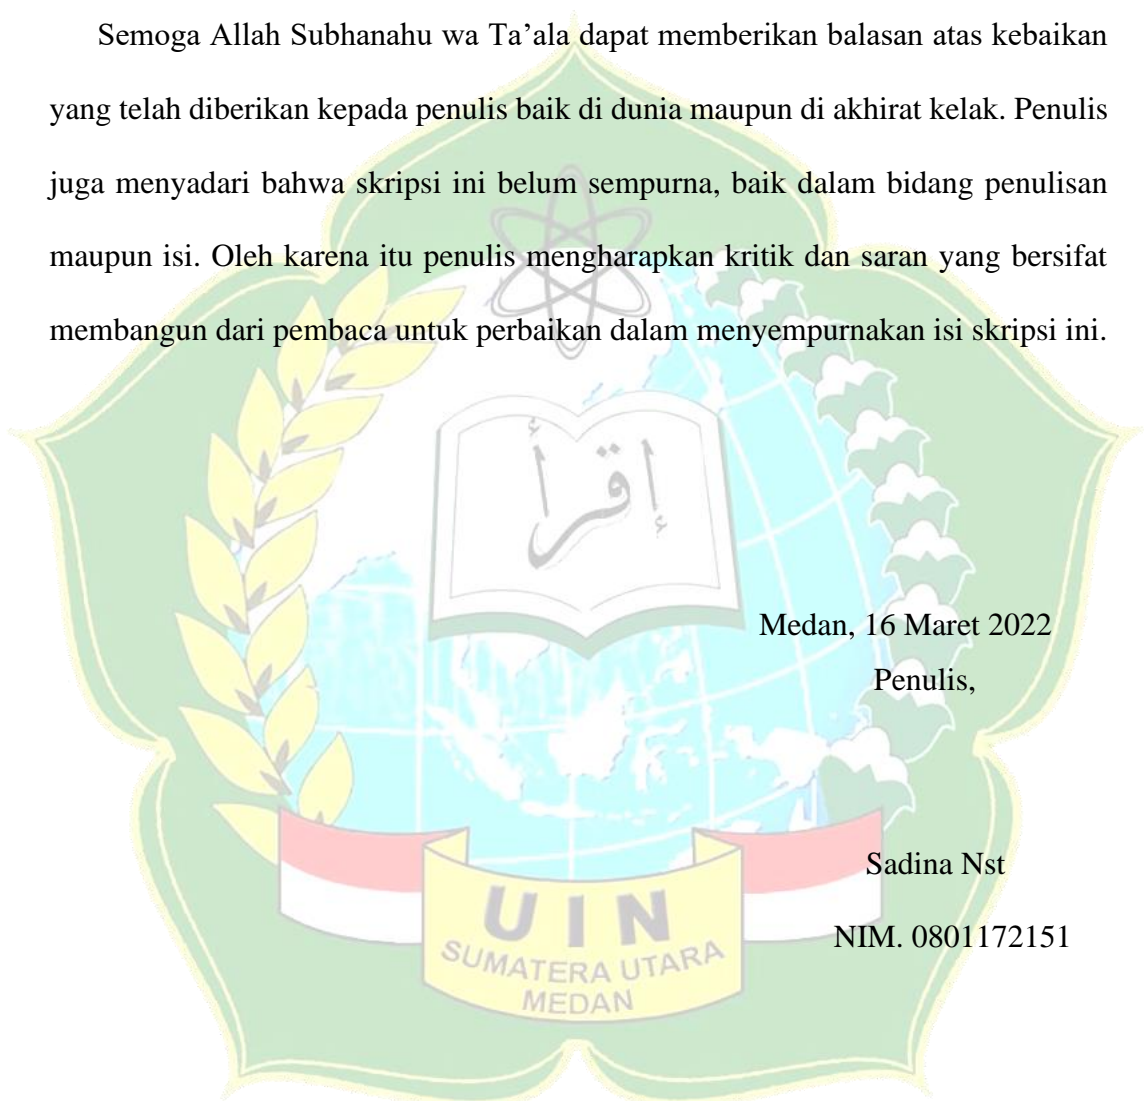 Semoga Allah Subhanahu wa Ta’ala dapat memberikan balasan atas kebaikan
yang telah diberikan kepada penulis baik di dunia maupun di akhirat kelak. Penulis
juga menyadari bahwa skripsi ini belum sempurna, baik dalam bidang penulisan
maupun isi. Oleh karena itu penulis mengharapkan kritik dan saran yang bersifat
membangun dari pembaca untuk perbaikan dalam menyempurnakan isi skripsi ini.
إقرأ
Medan, 16 Maret 2022
Penulis,
Sadina Nst
NIM. 0801172151
UIN
SUMATERA UTARA
MEDAN